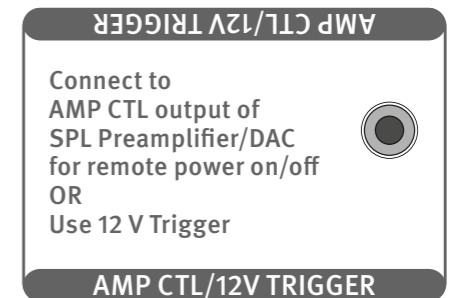 AMP CTL/12V TRIGGER
Connect to
AMP CTL output of
SPL Preamplifier/DAC
for remote power on/off
OR
Use 12 V Trigger
AMP CTL/12V TRIGGER